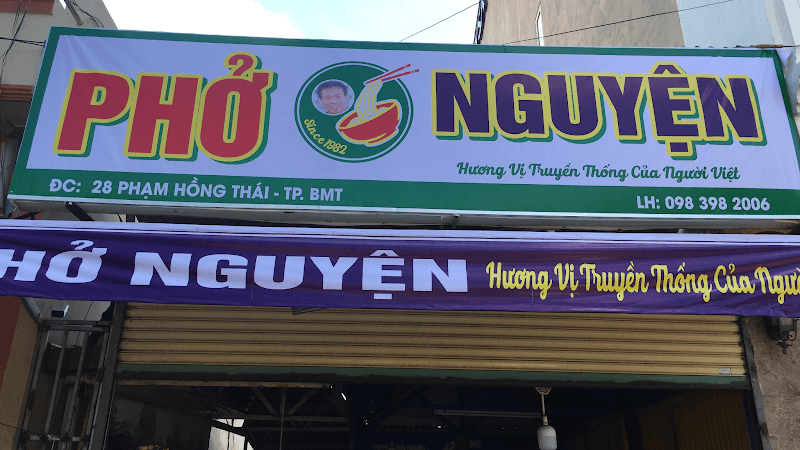 PHỞ NGUYỆN
Since 1982
Hương Vị Truyền Thống Của Người Việt
ĐC: 28 PHẠM HỒNG THÁI - TP. BMT
LH: 098 398 2006
HỞ NGUYỆN Hương Vị Truyền Thống Của Ngườ